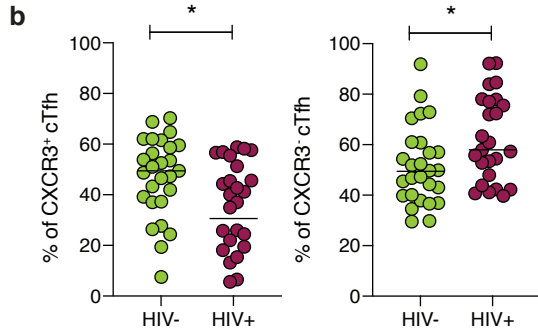 b
*
% of CXCR3+ cTfh
100
80
60
40
20
0
HIV- HIV+
*
% of CXCR3- cTfh
100
80
60
40
20
0
HIV- HIV+